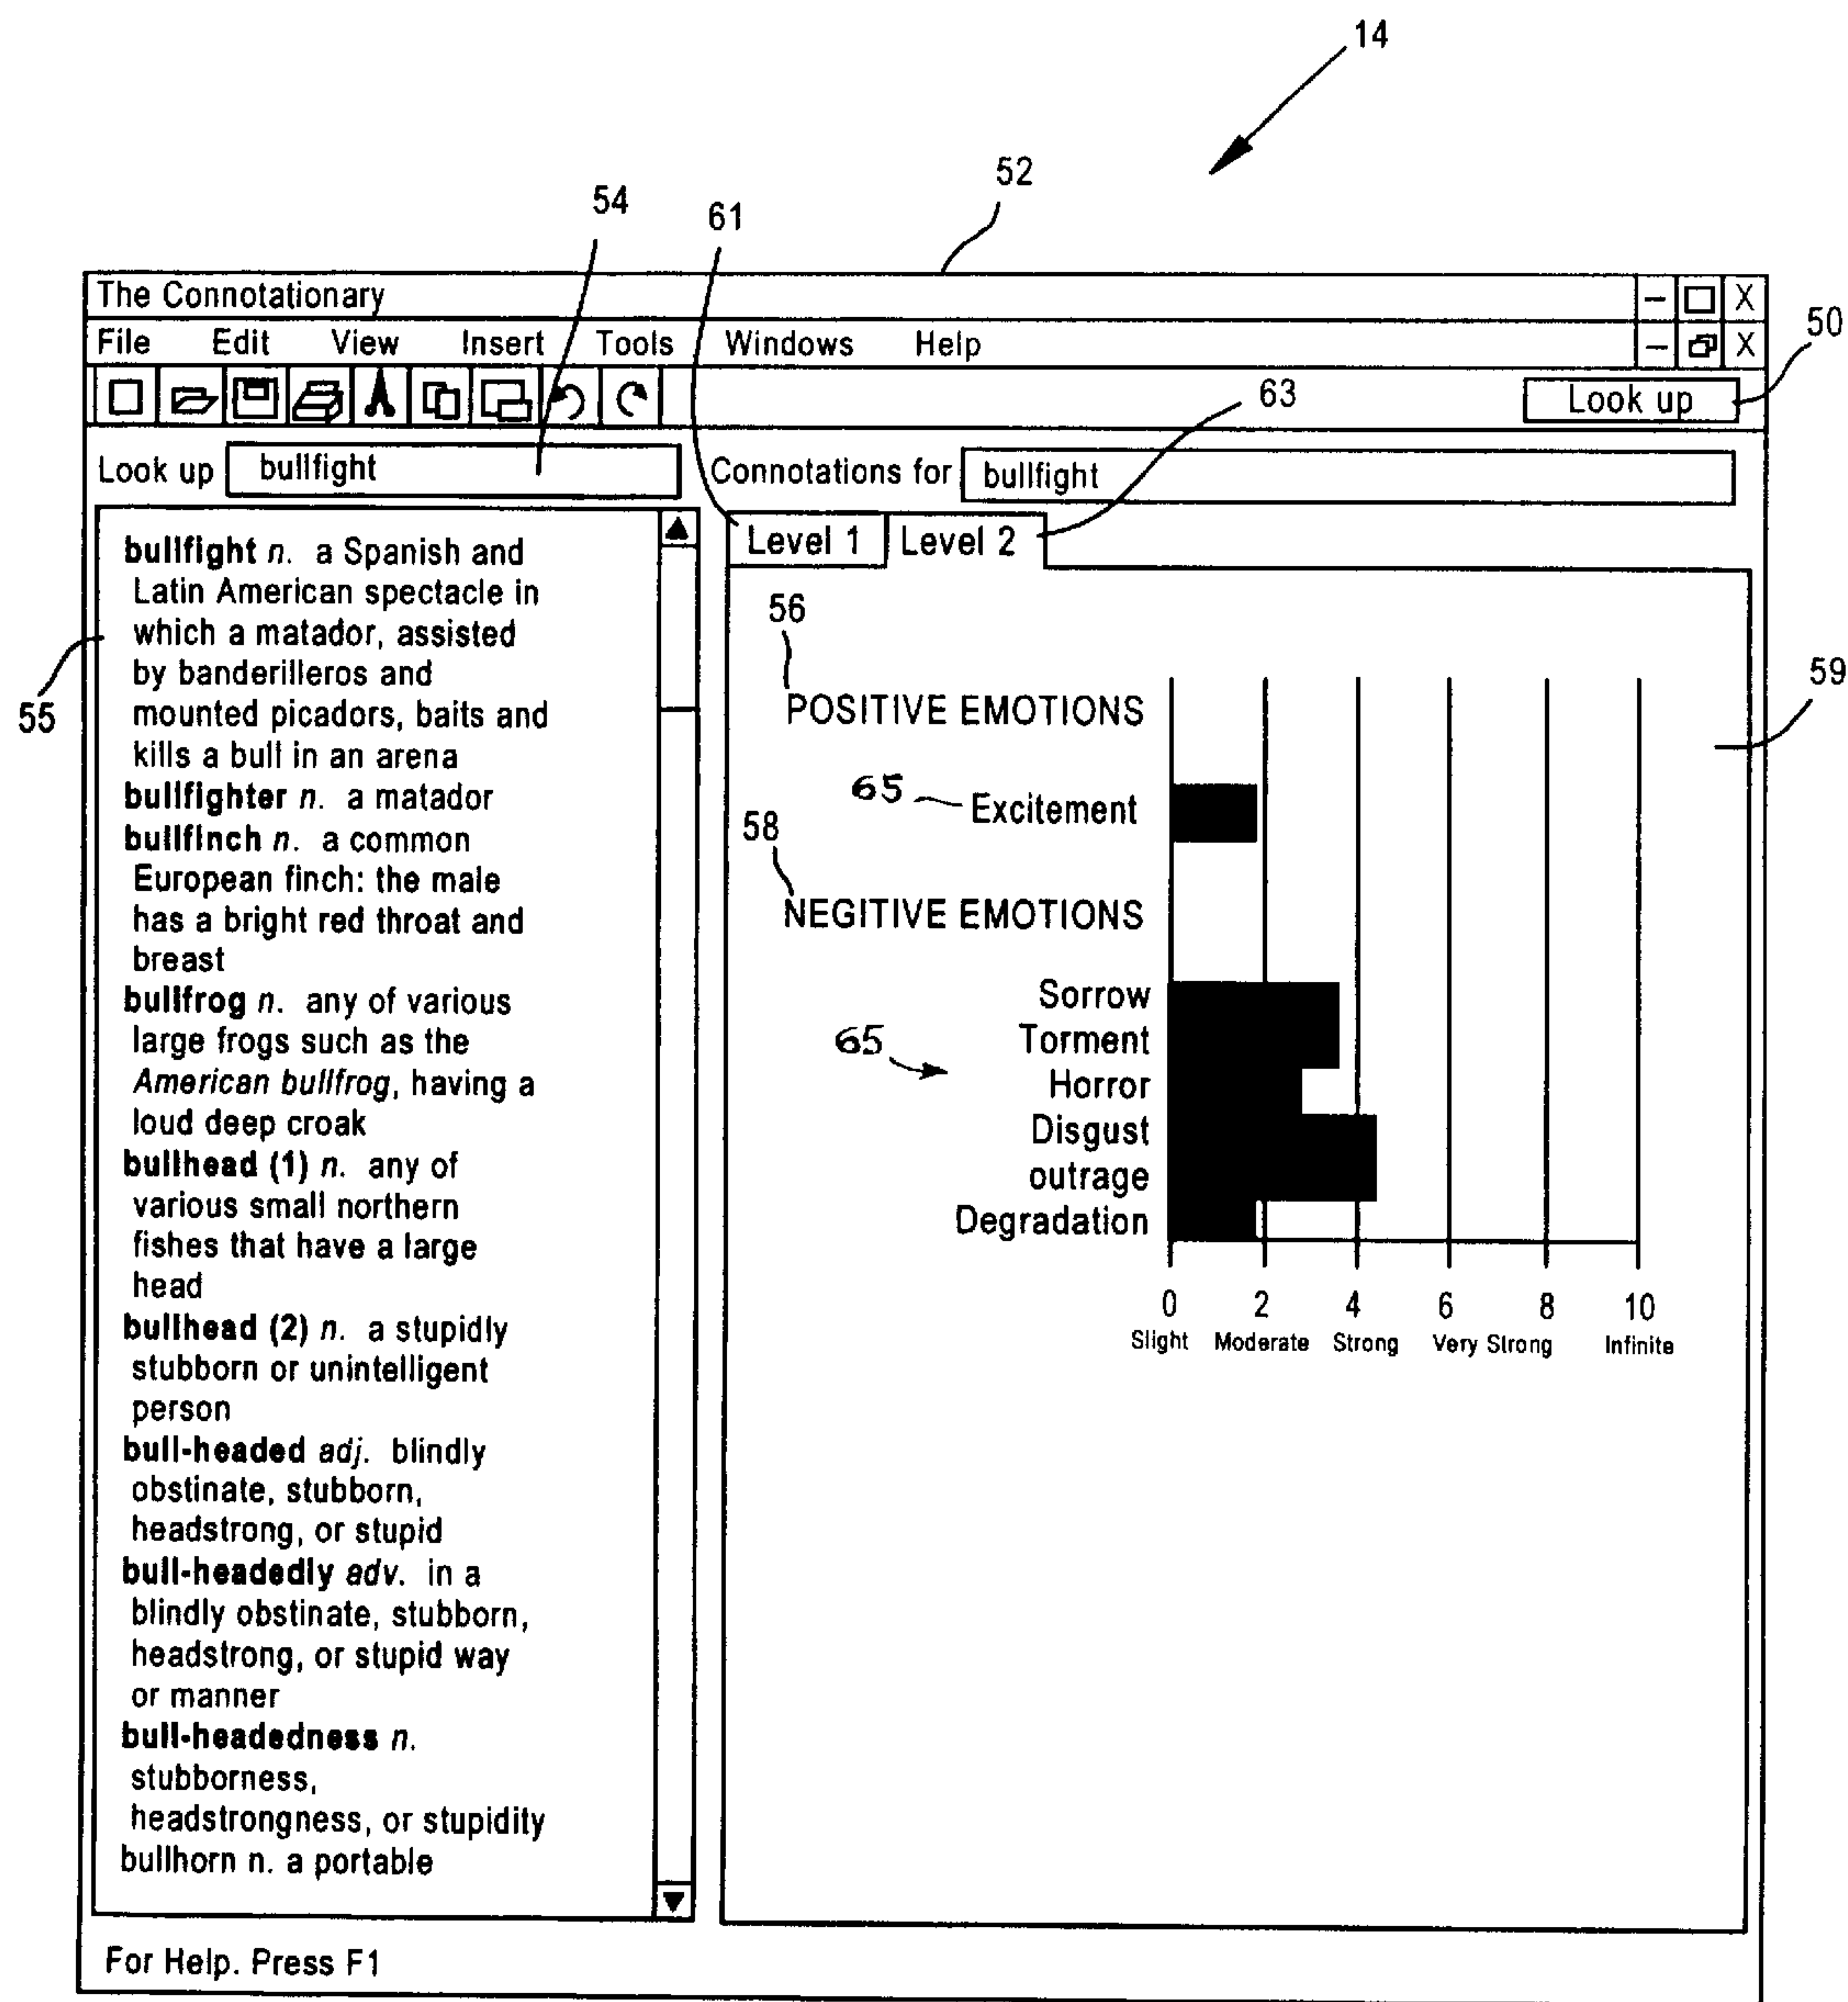 14
52
54
61
The Connotationary
File Edit View Insert Tools Windows Help
50
Look up
63
Look up bullfight
Connotations for bullfight
Level 1 Level 2
bullfight n. a Spanish and
Latin American spectacle in
which a matador, assisted
by banderilleros and
mounted picadors, baits and
kills a bull in an arena
bullfighter n. a matador
bullfinch n. a common
European finch: the male
has a bright red throat and
breast
bullfrog n. any of various
large frogs such as the
American bullfrog, having a
loud deep croak
bullhead (1) n. any of
various small northern
fishes that have a large
head
bullhead (2) n. a stupidly
stubborn or unintelligent
person
bull-headed adj. blindly
obstinate, stubborn,
headstrong, or stupid
bull-headedly adv. in a
blindly obstinate, stubborn,
headstrong, or stupid way
or manner
bull-headedness n.
stubborness,
headstrongness, or stupidity
bullhorn n. a portable
55
56
POSITIVE EMOTIONS
59
65
Excitement
58
NEGITIVE EMOTIONS
Sorrow
Torment
65
Horror
Disgust
outrage
Degradation
0 2 4 6 8 10
Slight Moderate Strong Very Strong Infinite
For Help. Press F1